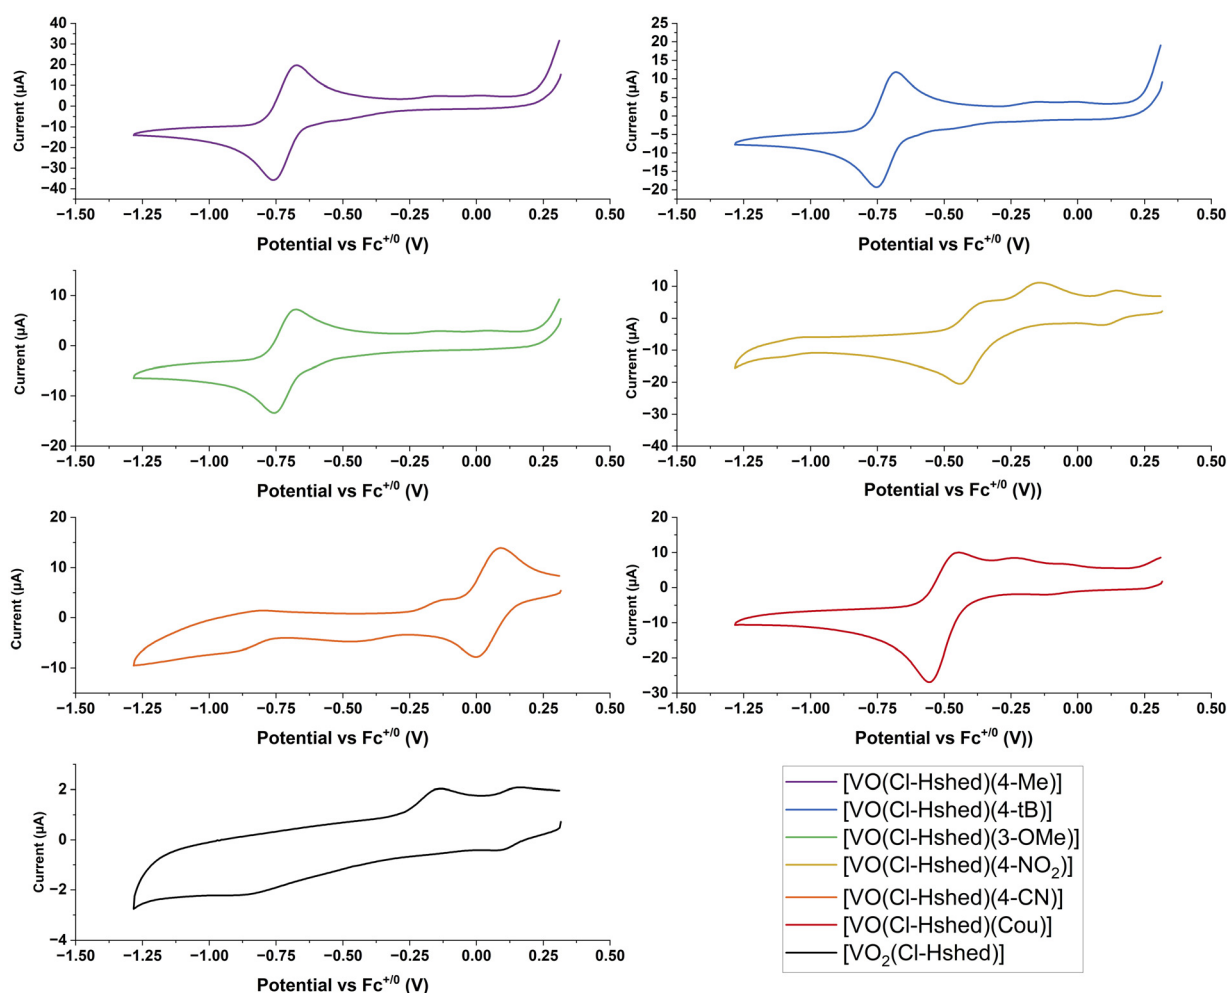 40
30
20
10
0
−10
−20
−30
−40
Current (µA)
−1.50 −1.25 −1.00 −0.75 −0.50 −0.25 0.00 0.25 0.50
Potential vs Fc⁺ᐟ⁰ (V)
25
20
15
10
5
0
−5
−10
−15
−20
Current (µA)
−1.50 −1.25 −1.00 −0.75 −0.50 −0.25 0.00 0.25 0.50
Potential vs Fc⁺ᐟ⁰ (V)
10
0
−10
−20
Current (µA)
−1.50 −1.25 −1.00 −0.75 −0.50 −0.25 0.00 0.25 0.50
Potential vs Fc⁺ᐟ⁰ (V)
10
0
−10
−20
−30
−40
Current (µA)
−1.50 −1.25 −1.00 −0.75 −0.50 −0.25 0.00 0.25 0.50
Potential vs Fc⁺ᐟ⁰ (V))
20
10
0
−10
Current (µA)
−1.50 −1.25 −1.00 −0.75 −0.50 −0.25 0.00 0.25 0.50
Potential vs Fc⁺ᐟ⁰ (V)
20
10
0
−10
−20
−30
Current (µA)
−1.50 −1.25 −1.00 −0.75 −0.50 −0.25 0.00 0.25 0.50
Potential vs Fc⁺ᐟ⁰ (V))
2
0
−2
−4
Current (µA)
−1.50 −1.25 −1.00 −0.75 −0.50 −0.25 0.00 0.25 0.50
Potential vs Fc⁺ᐟ⁰ (V)
[VO(Cl-Hshed)(4-Me)]
[VO(Cl-Hshed)(4-tB)]
[VO(Cl-Hshed)(3-OMe)]
[VO(Cl-Hshed)(4-NO₂)]
[VO(Cl-Hshed)(4-CN)]
[VO(Cl-Hshed)(Cou)]
[VO₂(Cl-Hshed)]